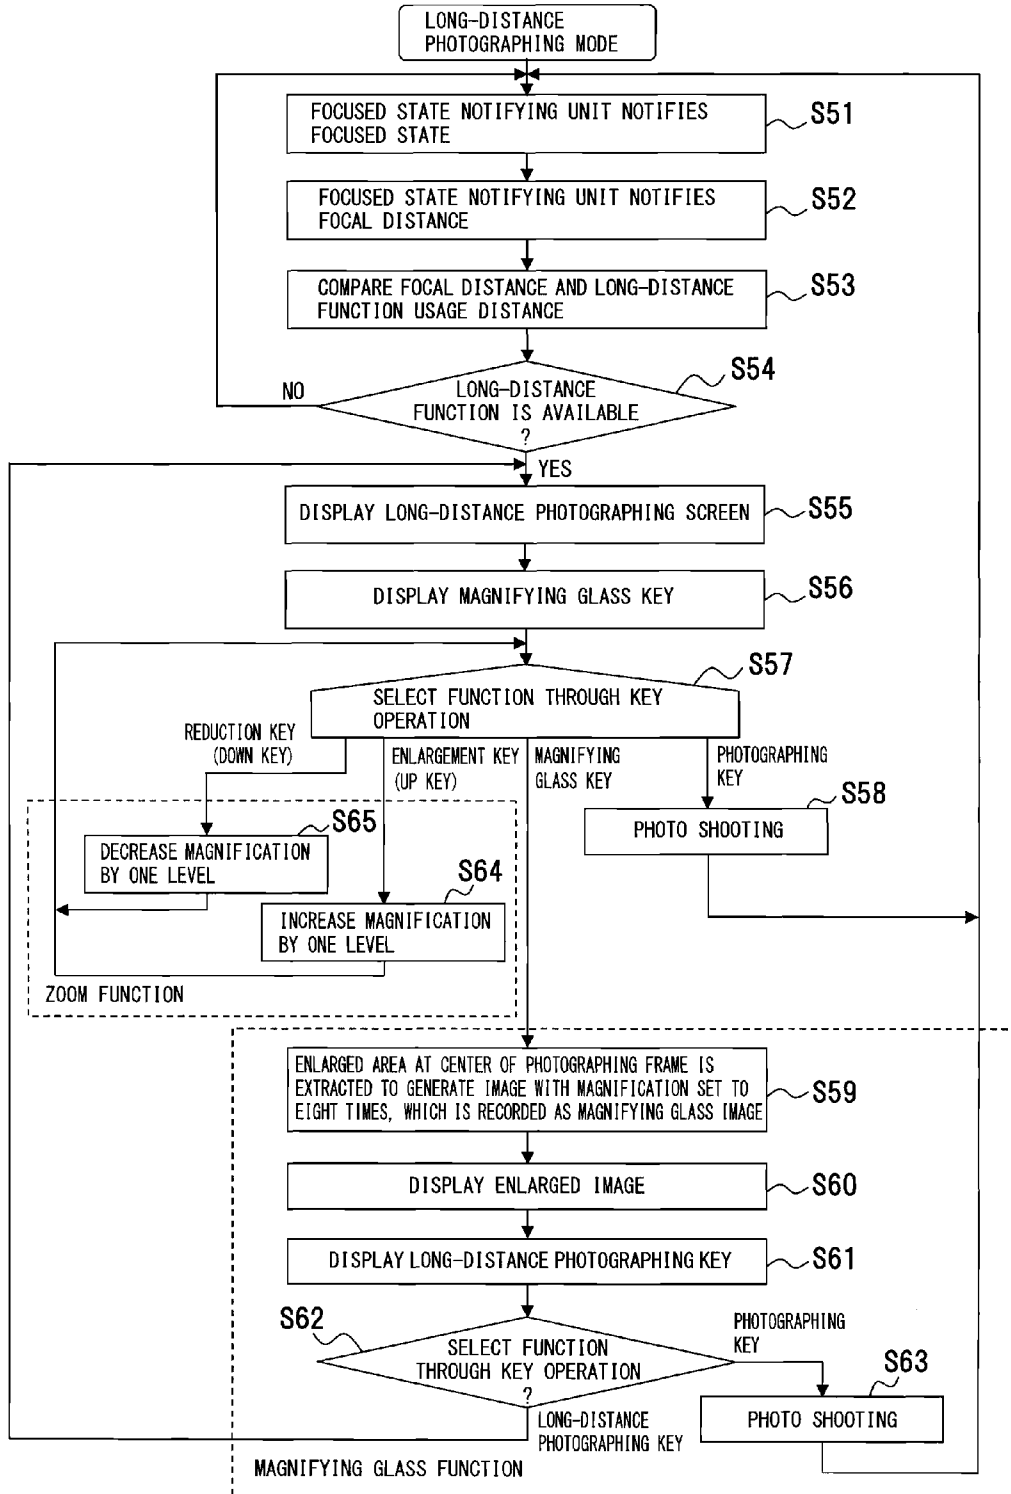 LONG-DISTANCE
PHOTOGRAPHING MODE
FOCUSED STATE NOTIFYING UNIT NOTIFIES
FOCUSED STATE
S51
FOCUSED STATE NOTIFYING UNIT NOTIFIES
FOCAL DISTANCE
S52
COMPARE FOCAL DISTANCE AND LONG-DISTANCE
FUNCTION USAGE DISTANCE
S53
S54
NO
LONG-DISTANCE
FUNCTION IS AVAILABLE
?
YES
DISPLAY LONG-DISTANCE PHOTOGRAPHING SCREEN
S55
DISPLAY MAGNIFYING GLASS KEY
S56
S57
SELECT FUNCTION THROUGH KEY
OPERATION
REDUCTION KEY
(DOWN KEY)
ENLARGEMENT KEY
(UP KEY)
MAGNIFYING
GLASS KEY
PHOTOGRAPHING
KEY
S58
PHOTO SHOOTING
S65
DECREASE MAGNIFICATION
BY ONE LEVEL
S64
INCREASE MAGNIFICATION
BY ONE LEVEL
ZOOM FUNCTION
ENLARGED AREA AT CENTER OF PHOTOGRAPHING FRAME IS
EXTRACTED TO GENERATE IMAGE WITH MAGNIFICATION SET TO
EIGHT TIMES, WHICH IS RECORDED AS MAGNIFYING GLASS IMAGE
S59
DISPLAY ENLARGED IMAGE
S60
DISPLAY LONG-DISTANCE PHOTOGRAPHING KEY
S61
S62
SELECT FUNCTION
THROUGH KEY OPERATION
?
PHOTOGRAPHING
KEY
S63
PHOTO SHOOTING
LONG-DISTANCE
PHOTOGRAPHING KEY
MAGNIFYING GLASS FUNCTION